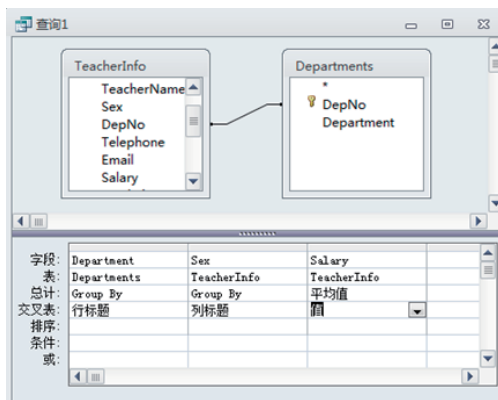 查询1
TeacherInfo
TeacherName
Sex
DepNo
Telephone
Email
Salary
Departments
*
DepNo
Department
字段: Department Sex Salary
表: Departments TeacherInfo TeacherInfo
总计: Group By Group By 平均值
交叉表: 行标题 列标题 值
排序:
条件:
或: